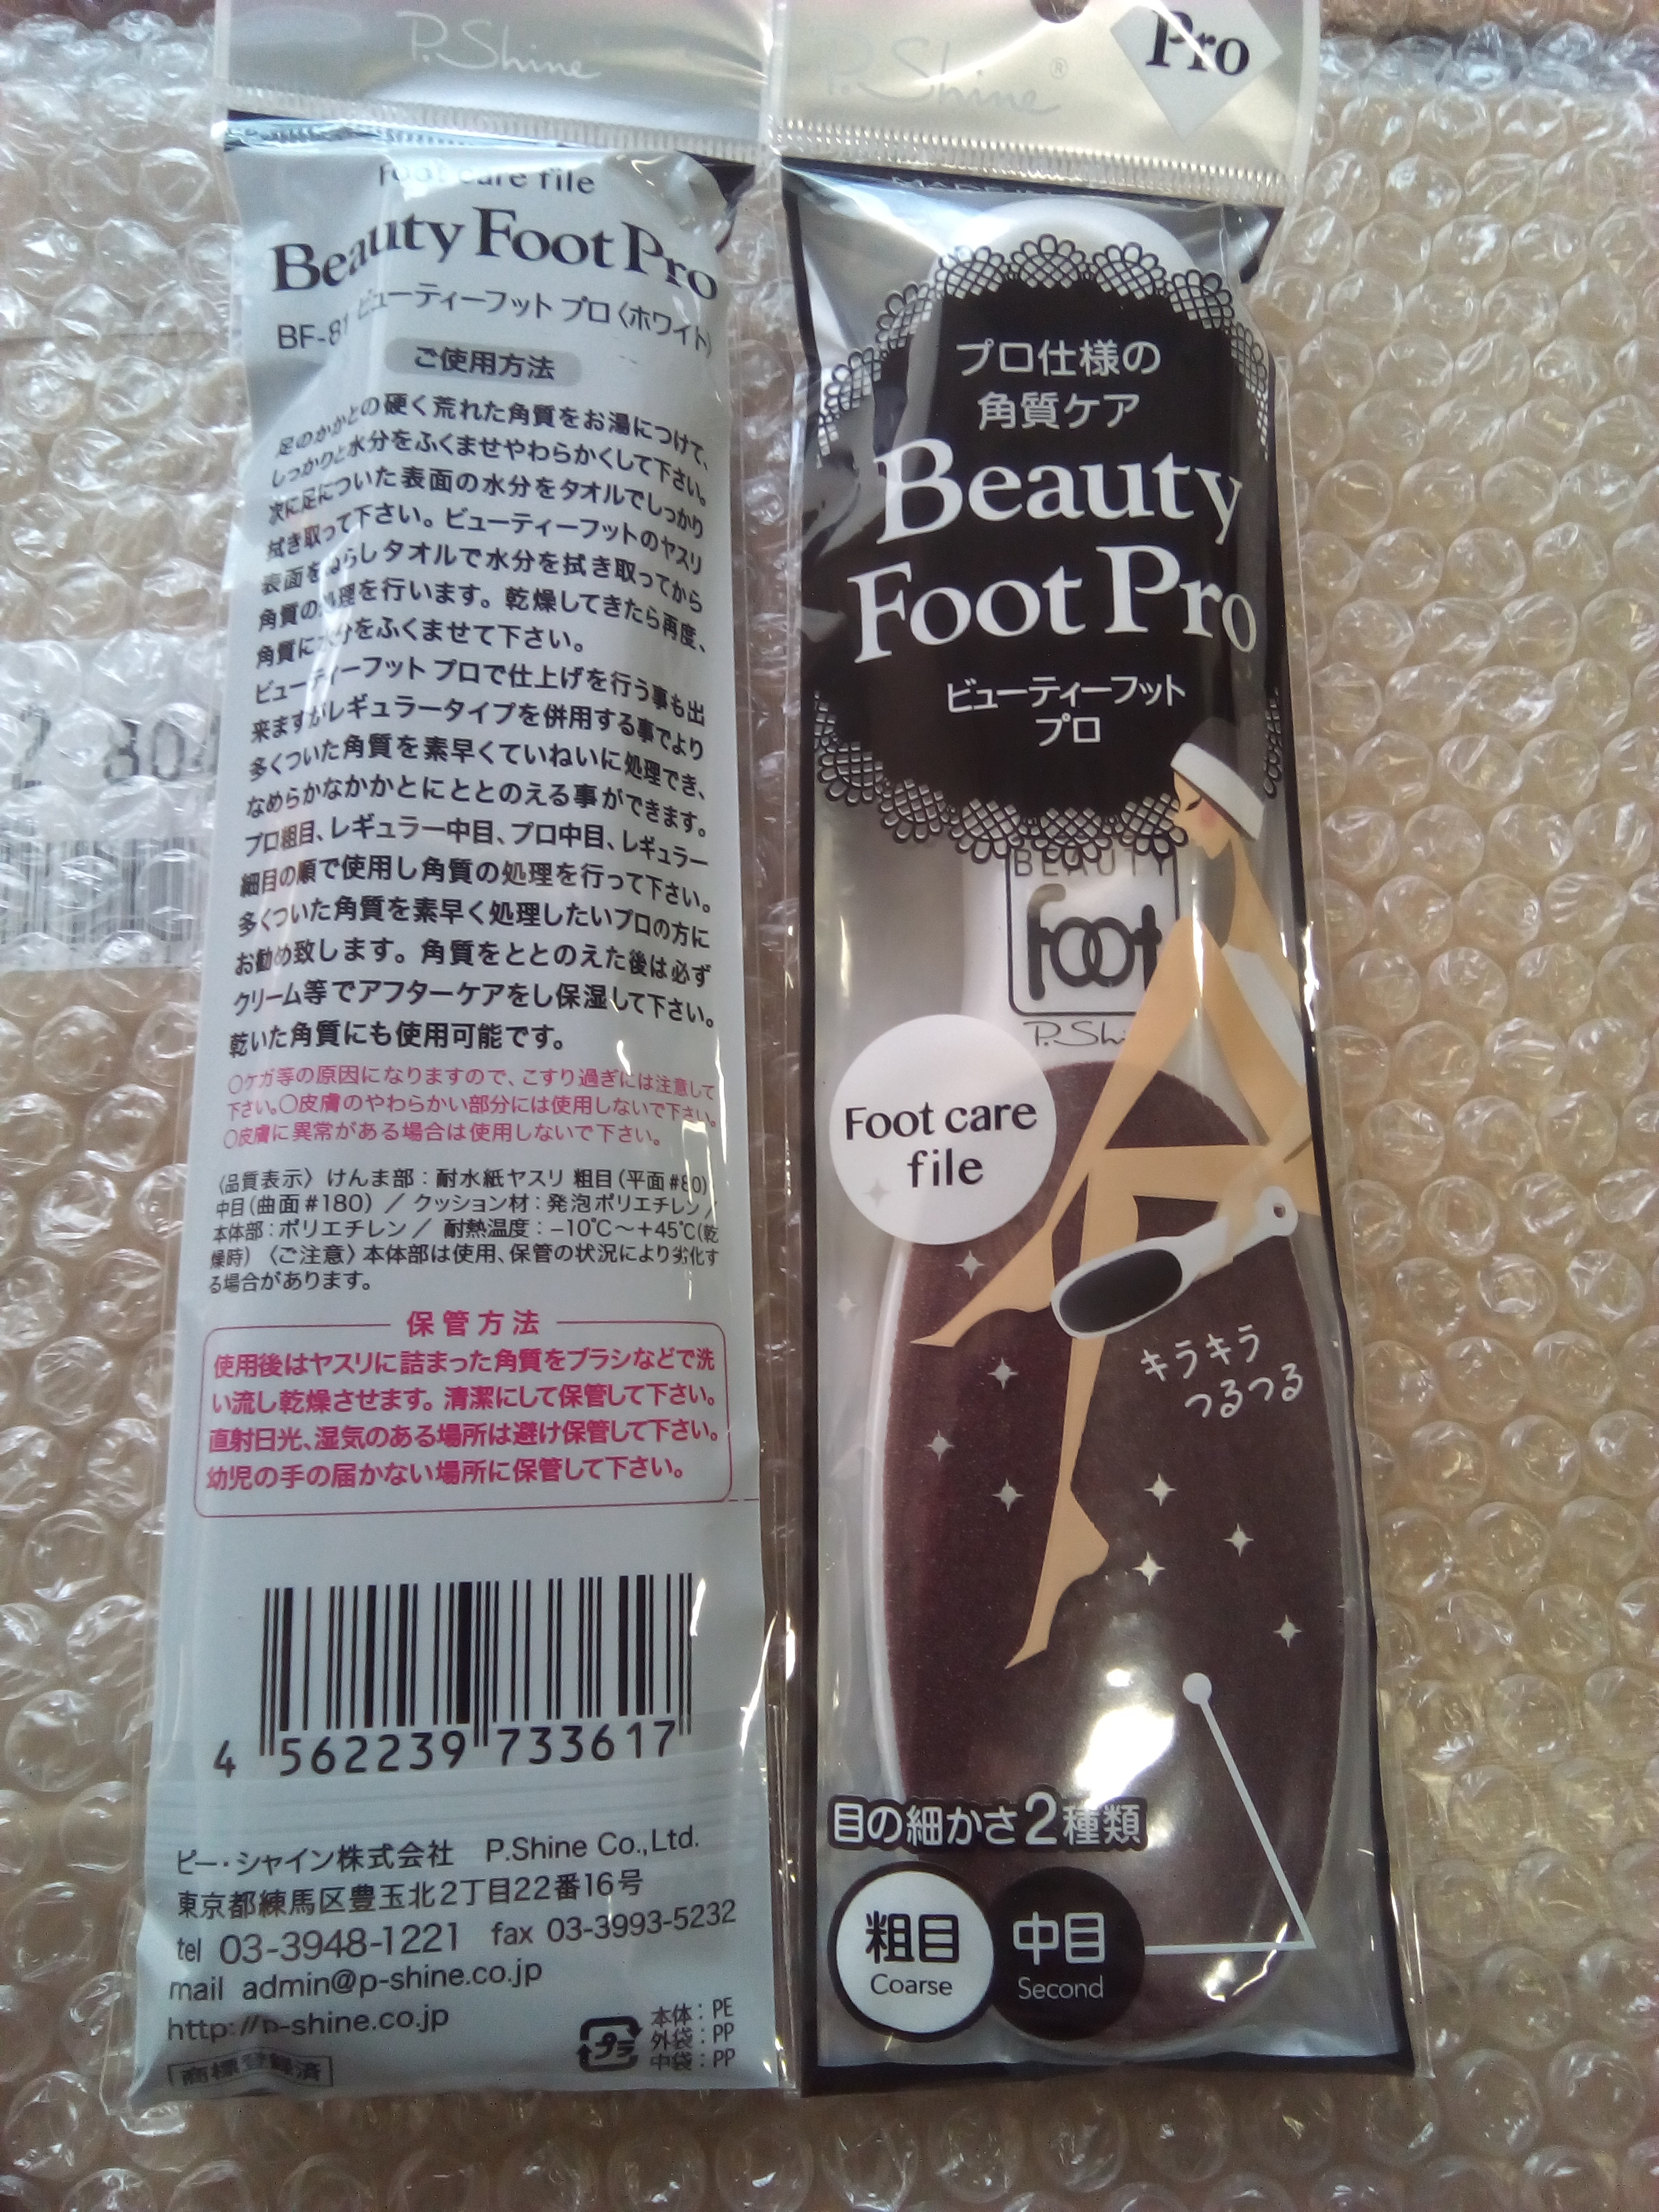 P.Shine
foot care file
Beauty Foot Pro
BF-81 ビューティーフット プロ〈ホワイト〉
ご使用方法
足のかかとの硬く荒れた角質をお湯につけて、
しっかりと水分をふくませやわらかくして下さい。
次に足についた表面の水分をタオルでしっかり
拭き取って下さい。ビューティーフットのヤスリ
表面をぬらしタオルで水分を拭き取ってから
角質の処理を行います。乾燥してきたら再度、
角質に水分をふくませて下さい。
ビューティーフット プロで仕上げを行う事も出
来ますがレギュラータイプを併用する事でより
多くついた角質を素早くていねいに処理でき、
なめらかなかかとにととのえる事ができます。
プロ粗目、レギュラー中目、プロ中目、レギュラー
細目の順で使用し角質の処理を行って下さい。
多くついた角質を素早く処理したいプロの方に
お勧め致します。角質をととのえた後は必ず
クリーム等でアフターケアをし保湿して下さい。
乾いた角質にも使用可能です。
○ケガ等の原因になりますので、こすり過ぎには注意して
下さい。○皮膚のやわらかい部分には使用しないで下さい。
○皮膚に異常がある場合は使用しないで下さい。
〈品質表示〉けんま部：耐水紙ヤスリ 粗目(平面#80)
中目(曲面#180) ／ クッション材：発泡ポリエチレン／
本体部：ポリエチレン／ 耐熱温度：−10℃〜+45℃(乾
燥時) 〈ご注意〉本体部は使用、保管の状況により劣化す
る場合があります。
保管方法
使用後はヤスリに詰まった角質をブラシなどで洗
い流し乾燥させます。清潔にして保管して下さい。
直射日光、湿気のある場所は避け保管して下さい。
幼児の手の届かない場所に保管して下さい。
4 562239 733617
ピー・シャイン株式会社 P.Shine Co.,Ltd.
東京都練馬区豊玉北2丁目22番16号
tel 03-3948-1221 fax 03-3993-5232
mail admin@p-shine.co.jp
http://p-shine.co.jp
プラ
本体：PE
外袋：PP
中袋：PP
商標登録済
P.Shine®
Pro
プロ仕様の
角質ケア
Beauty
Foot Pro
ビューティーフット
プロ
BEAUTY
foot
Foot care
file
キラキラ
つるつる
目の細かさ2種類
粗目
Coarse
中目
Second